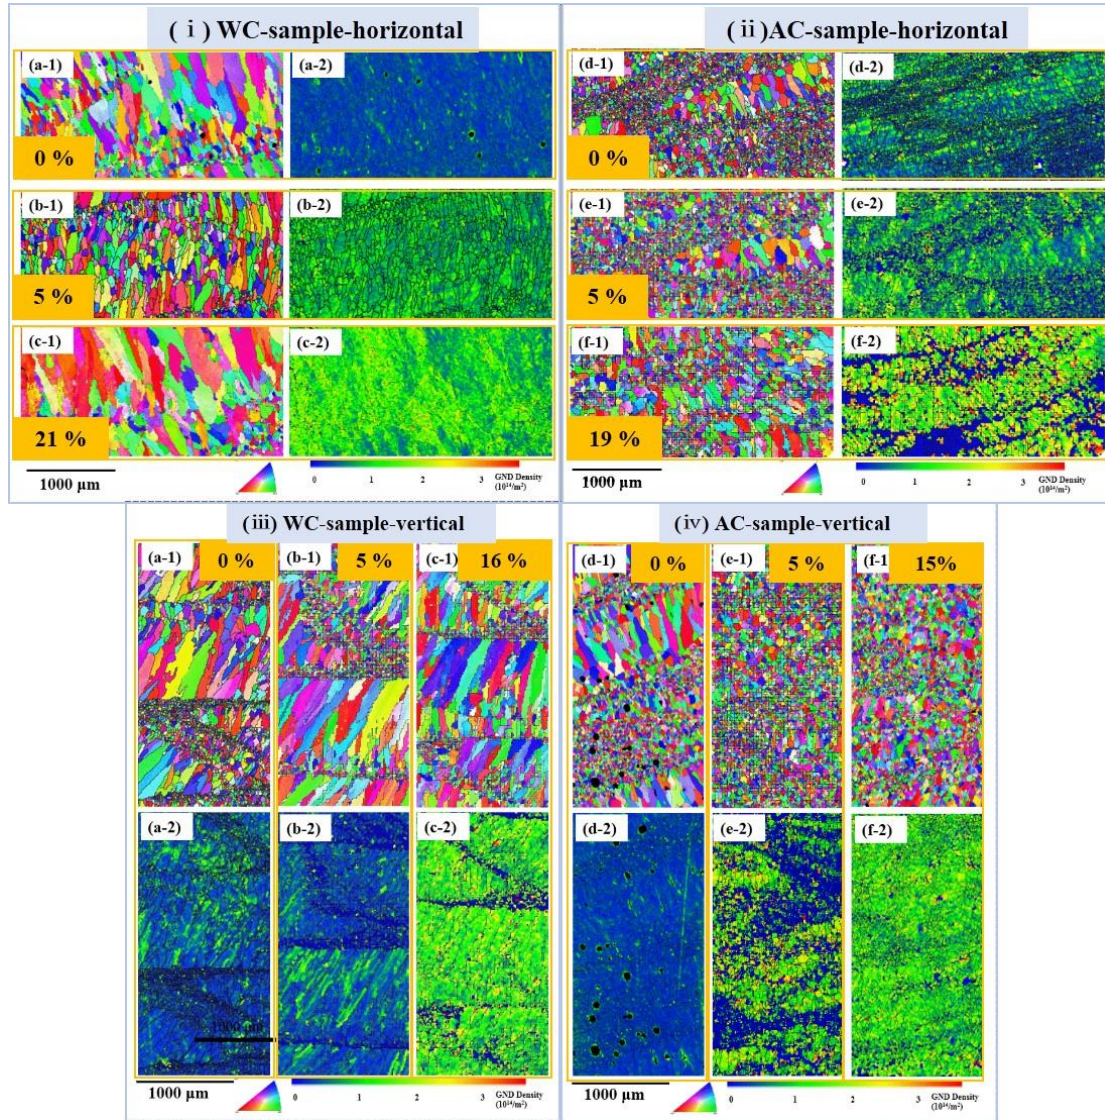 (ⅰ) WC-sample-horizontal
(ⅱ)AC-sample-horizontal
(a-1)
(a-2)
(d-1)
(d-2)
0 %
0 %
(b-1)
(b-2)
(e-1)
(e-2)
5 %
5 %
(c-1)
(c-2)
(f-1)
(f-2)
21 %
19 %
1000 μm
0 1 2 3
GND Density
(10¹⁴/m²)
1000 μm
0 1 2 3
GND Density
(10¹⁴/m²)
(ⅲ) WC-sample-vertical
(ⅳ) AC-sample-vertical
(a-1)
0 %
(b-1)
5 %
(c-1)
16 %
(d-1)
0 %
(e-1)
5 %
(f-1
15%
(a-2)
(b-2)
(c-2)
(d-2)
(e-2)
(f-2)
1000 μm
1000 μm
0 1 2 3
GND Density
(10¹⁴/m²)
1000 μm
0 1 2 3
GND Density
(10¹⁴/m²)